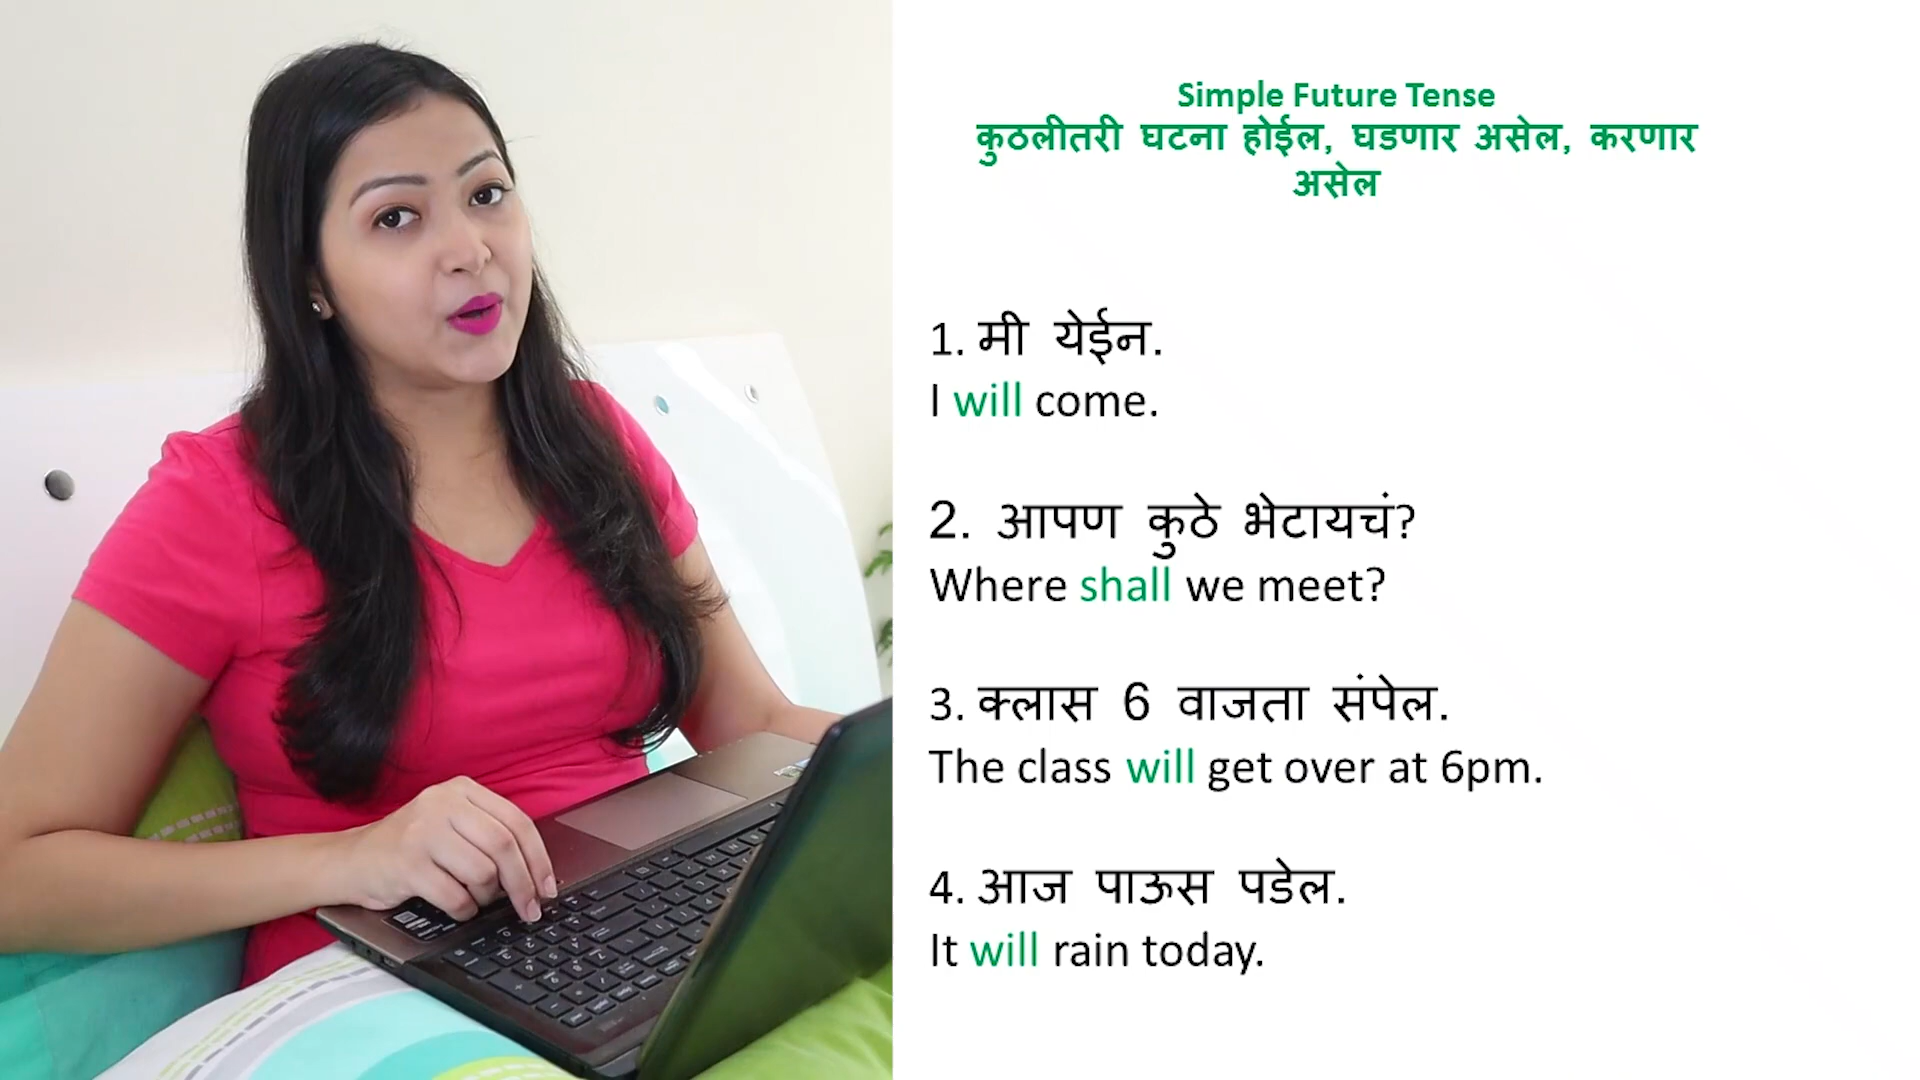 Simple Future Tense
कुठलीतरी घटना होईल, घडणार असेल, करणार
असेल
1. मी येईन.
I will come.
2. आपण कुठे भेटायचं?
Where shall we meet?
3. क्लास 6 वाजता संपेल.
The class will get over at 6pm.
4. आज पाऊस पडेल.
It will rain today.